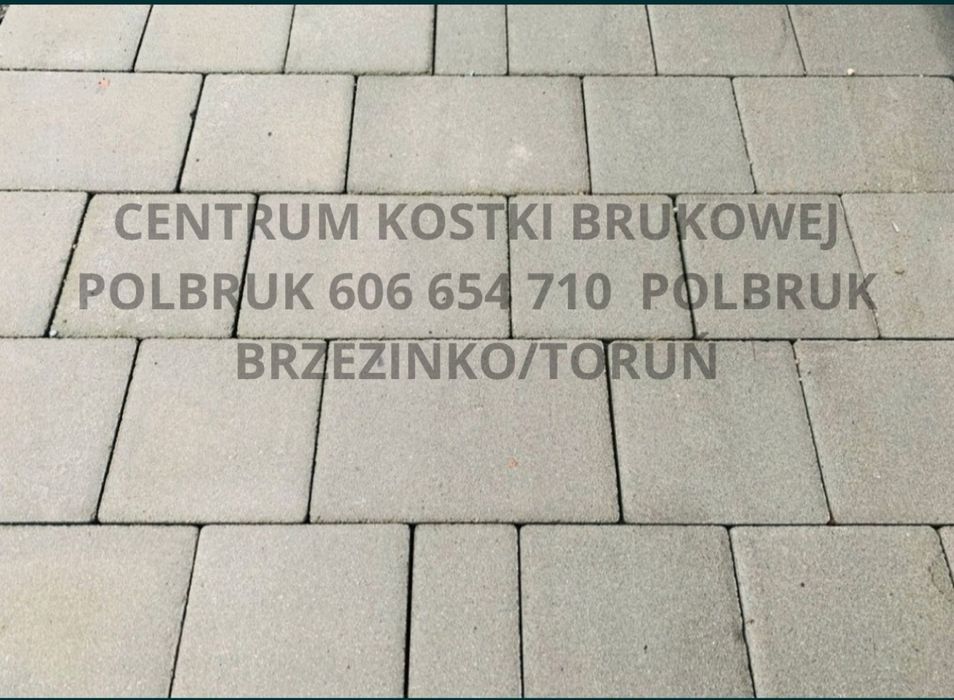 CENTRUM KOSTKI BRUKOWEJ
POLBRUK 606 654 710 POLBRUK
BRZEZINKO/TORUŃ